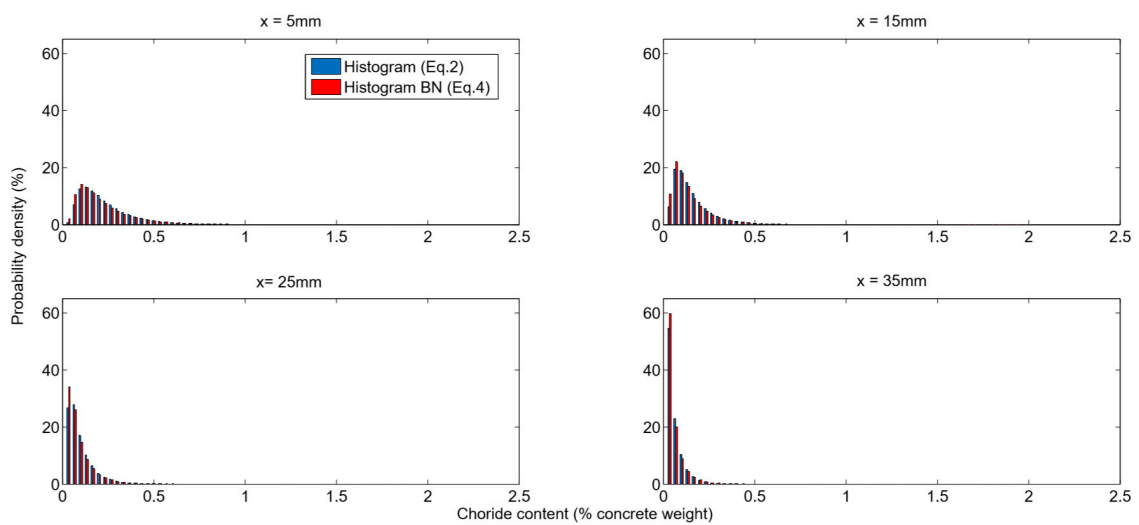 x = 5mm
x = 15mm
60
40
20
0
Histogram (Eq.2)
Histogram BN (Eq.4)
0 0.5 1 1.5 2 2.5
60
40
20
0
0 0.5 1 1.5 2 2.5
Probability density (%)
x= 25mm
x = 35mm
60
40
20
0
0 0.5 1 1.5 2 2.5
60
40
20
0
0 0.5 1 1.5 2 2.5
Choride content (% concrete weight)